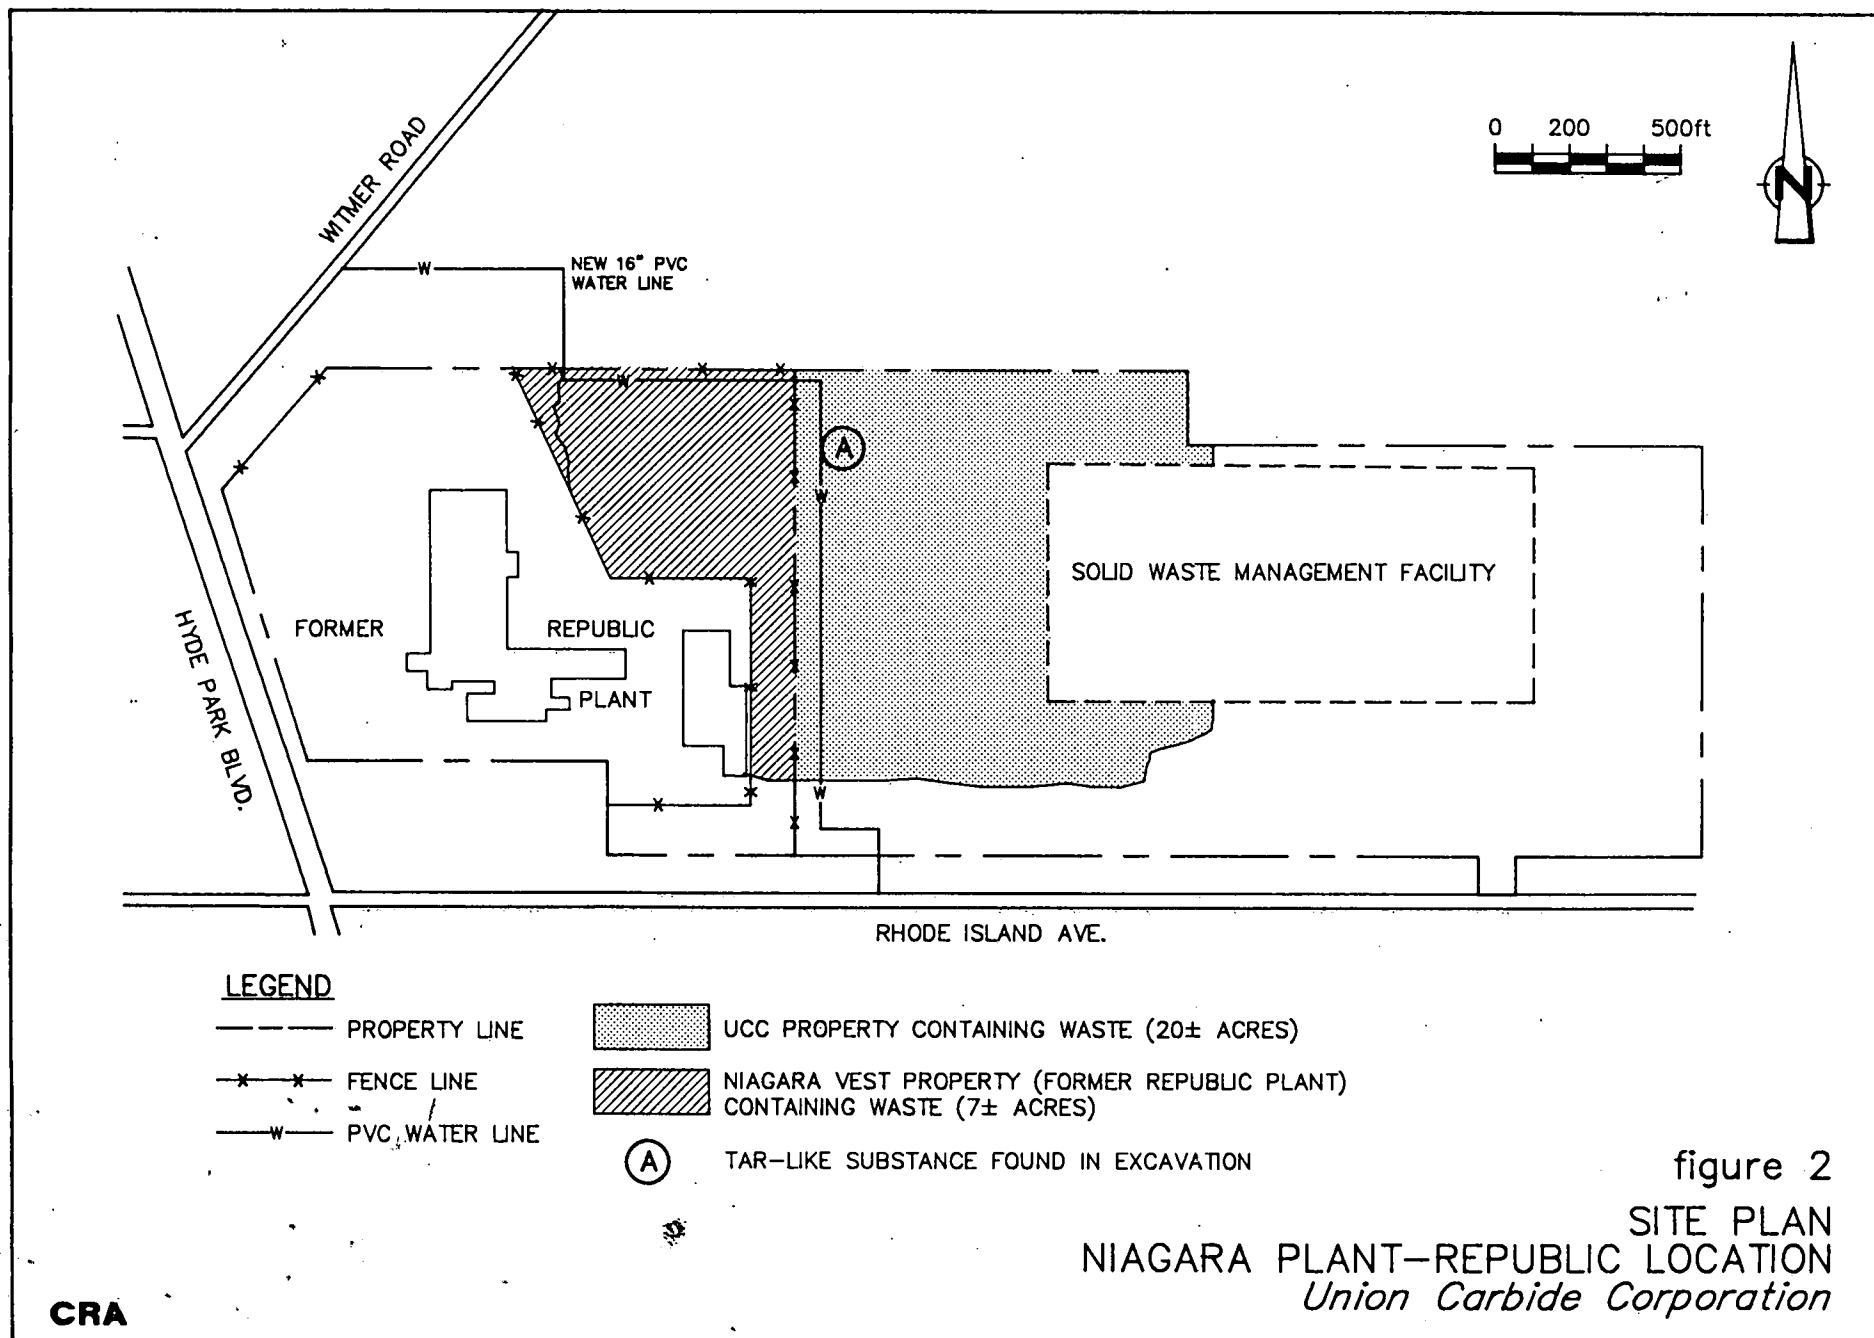 0 200 500ft
N
WITMER ROAD
W
NEW 16" PVC
WATER LINE
W
A
W
SOLID WASTE MANAGEMENT FACILITY
HYDE PARK BLVD.
FORMER REPUBLIC
PLANT
W
RHODE ISLAND AVE.
LEGEND
PROPERTY LINE
FENCE LINE
W PVC WATER LINE
UCC PROPERTY CONTAINING WASTE (20± ACRES)
NIAGARA VEST PROPERTY (FORMER REPUBLIC PLANT)
CONTAINING WASTE (7± ACRES)
A TAR-LIKE SUBSTANCE FOUND IN EXCAVATION
figure 2
SITE PLAN
NIAGARA PLANT-REPUBLIC LOCATION
Union Carbide Corporation
CRA